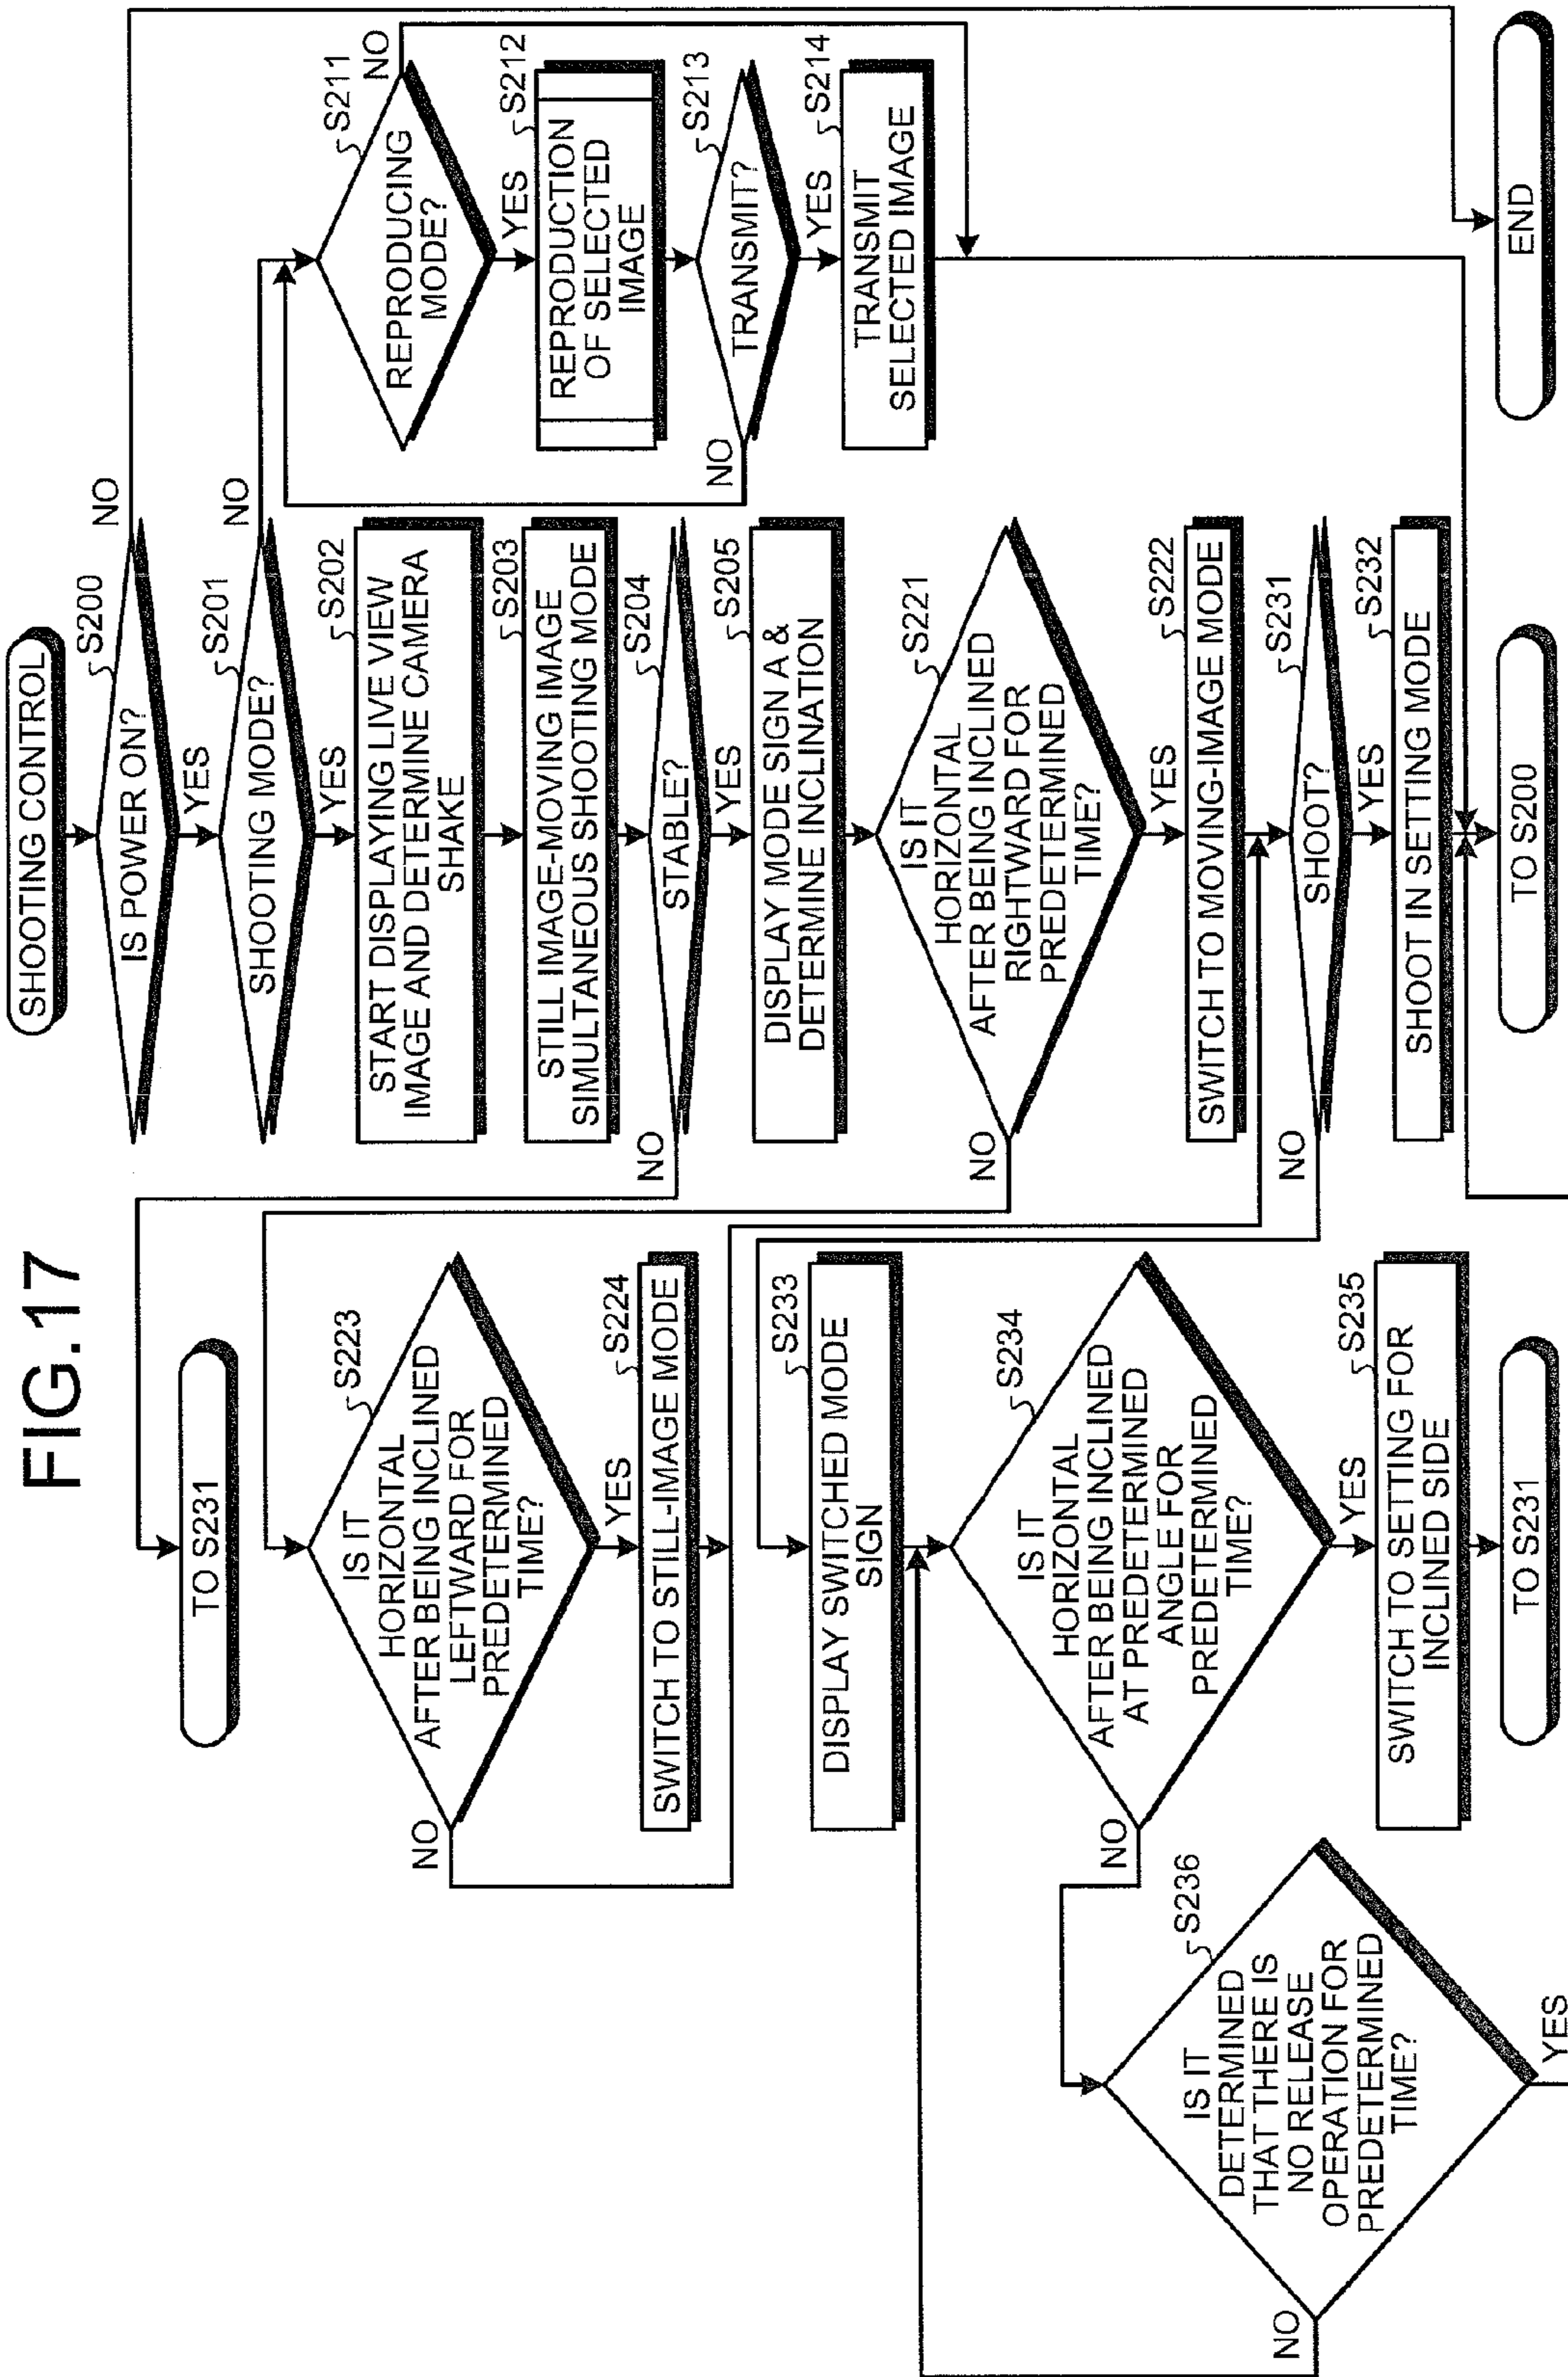 FIG.17
SHOOTING CONTROL
S200
IS POWER ON?
NO
YES
S201
SHOOTING MODE?
NO
YES
S202
START DISPLAYING LIVE VIEW
IMAGE AND DETERMINE CAMERA
SHAKE
S203
STILL IMAGE-MOVING IMAGE
SIMULTANEOUS SHOOTING MODE
S204
STABLE?
NO
YES
S205
DISPLAY MODE SIGN A &
DETERMINE INCLINATION
S221
IS IT
HORIZONTAL
AFTER BEING INCLINED
RIGHTWARD FOR
PREDETERMINED
TIME?
NO
YES
S222
SWITCH TO MOVING-IMAGE MODE
S231
SHOOT?
NO
YES
S232
SHOOT IN SETTING MODE
TO S200
S211
REPRODUCING
MODE?
NO
YES
S212
REPRODUCTION
OF SELECTED
IMAGE
S213
TRANSMIT?
NO
YES
S214
TRANSMIT
SELECTED IMAGE
END
TO S231
S223
IS IT
HORIZONTAL
AFTER BEING INCLINED
LEFTWARD FOR
PREDETERMINED
TIME?
NO
YES
S224
SWITCH TO STILL-IMAGE MODE
S233
DISPLAY SWITCHED MODE
SIGN
S234
IS IT
HORIZONTAL
AFTER BEING INCLINED
AT PREDETERMINED
ANGLE FOR
PREDETERMINED
TIME?
NO
YES
S235
SWITCH TO SETTING FOR
INCLINED SIDE
TO S231
S236
IS IT
DETERMINED
THAT THERE IS
NO RELEASE
OPERATION FOR
PREDETERMINED
TIME?
NO
YES